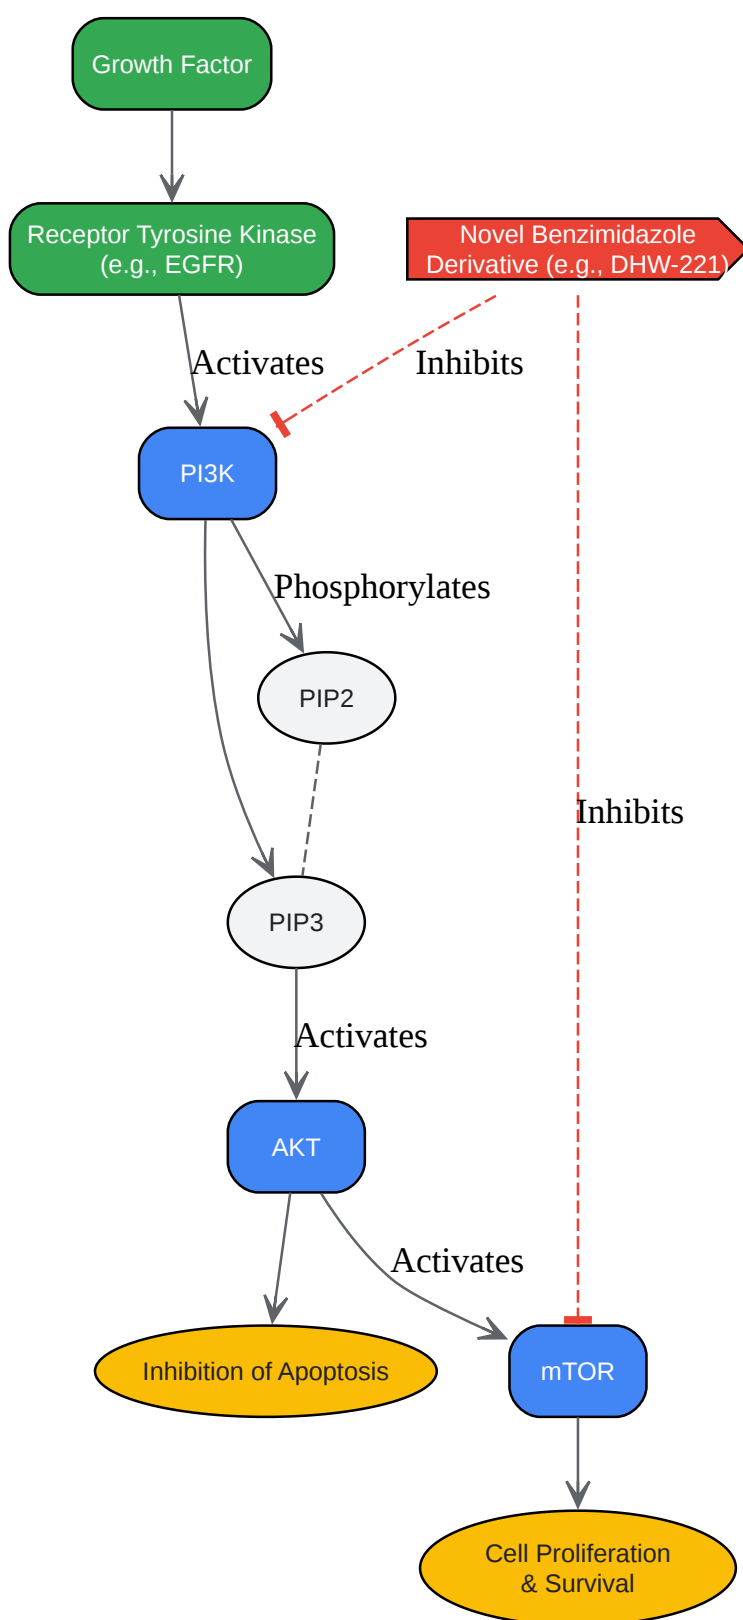 Growth Factor
Receptor Tyrosine Kinase
(e.g., EGFR)
Novel Benzimidazole
Derivative (e.g., DHW-221)
Activates
Inhibits
PI3K
Phosphorylates
PIP2
Inhibits
PIP3
Activates
AKT
Activates
Inhibition of Apoptosis
mTOR
Cell Proliferation
& Survival